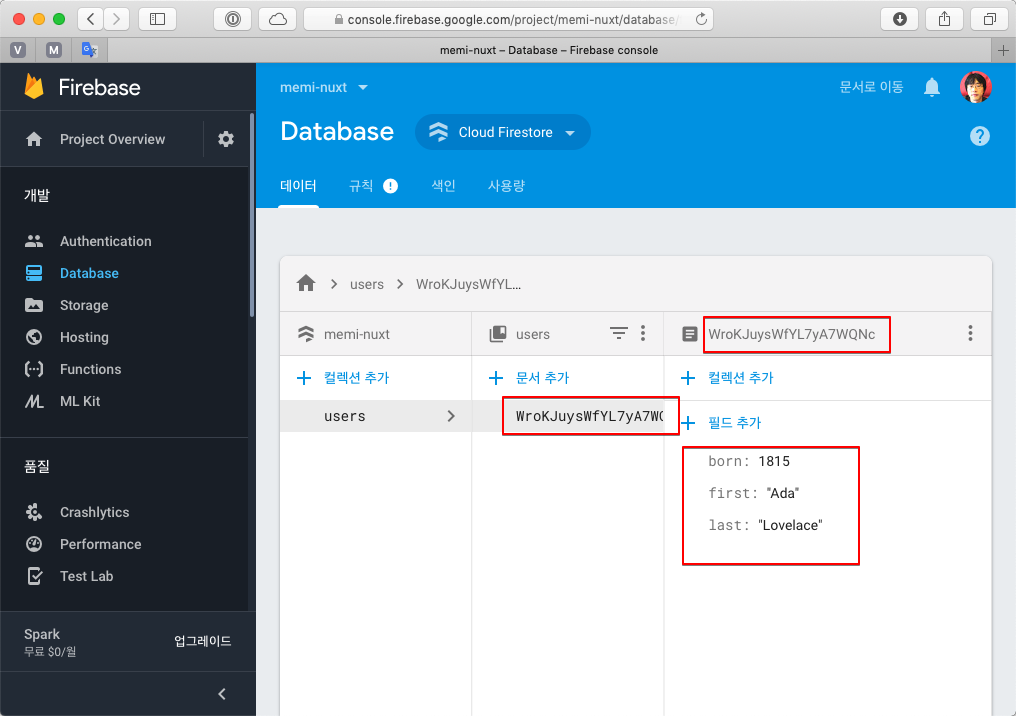 console.firebase.google.com/project/memi-nuxt/database/
V
M
memi-nuxt – Database – Firebase console
Firebase
Project Overview
개발
Authentication
Database
Storage
Hosting
Functions
ML Kit
품질
Crashlytics
Performance
Test Lab
Spark
무료 $0/월
업그레이드
memi-nuxt
문서로 이동
Database
Cloud Firestore
데이터
규칙
색인
사용량
users
WroKJuysWfYL...
memi-nuxt
users
WroKJuysWfYL7yA7WQNc
컬렉션 추가
문서 추가
컬렉션 추가
users
WroKJuysWfYL7yA7WQ
필드 추가
born: 1815
first: "Ada"
last: "Lovelace"